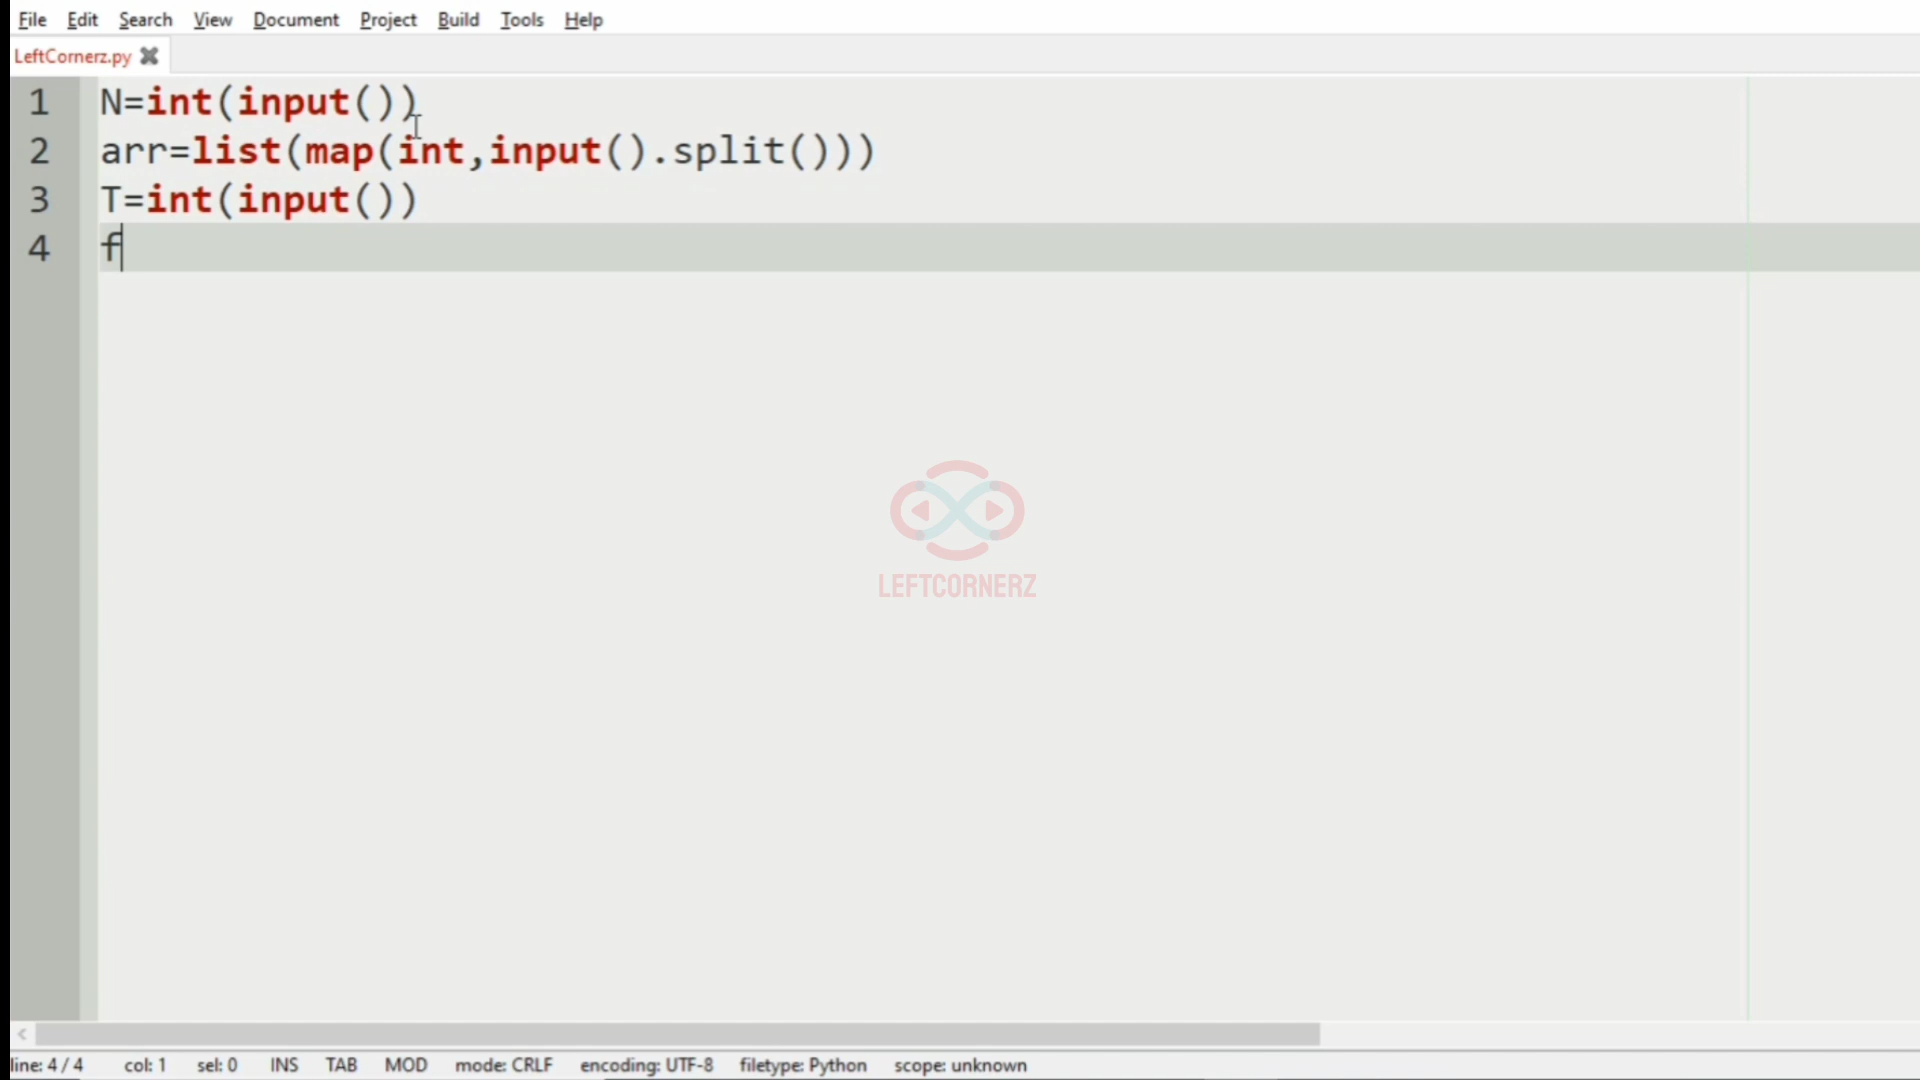 File Edit Search View Document Project Build Tools Help
LeftCornerz.py
1 N=int(input())
2 arr=list(map(int,input().split()))
3 T=int(input())
4 f
LEFTCORNERZ
line: 4 / 4 col: 1 sel: 0 INS TAB MOD mode: CRLF encoding: UTF-8 filetype: Python scope: unknown